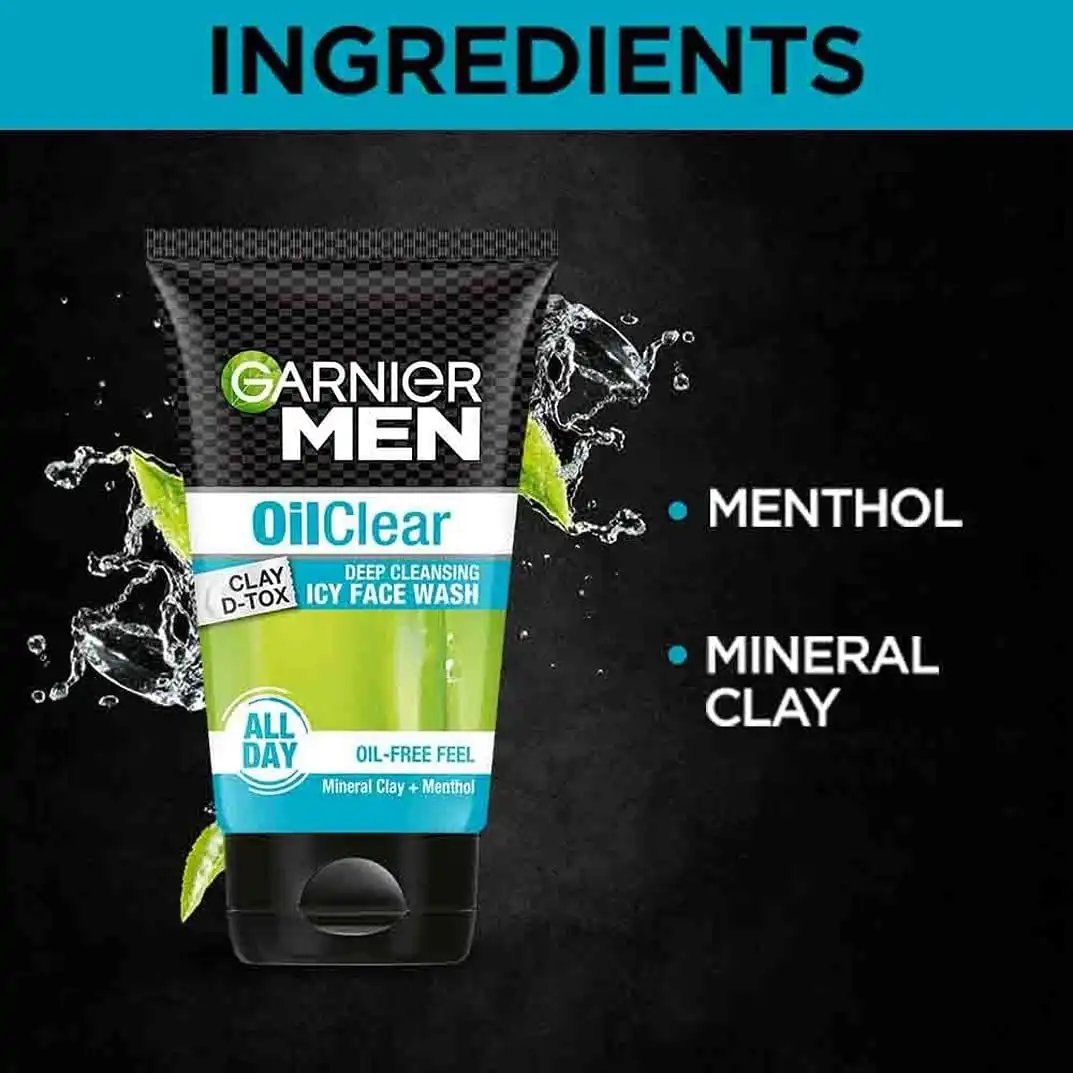 INGREDIENTS
GARNIER
MEN
OilClear
CLAY
D-TOX
DEEP CLEANSING
ICY FACE WASH
ALL
DAY
OIL-FREE FEEL
Mineral Clay + Menthol
• MENTHOL
• MINERAL
CLAY